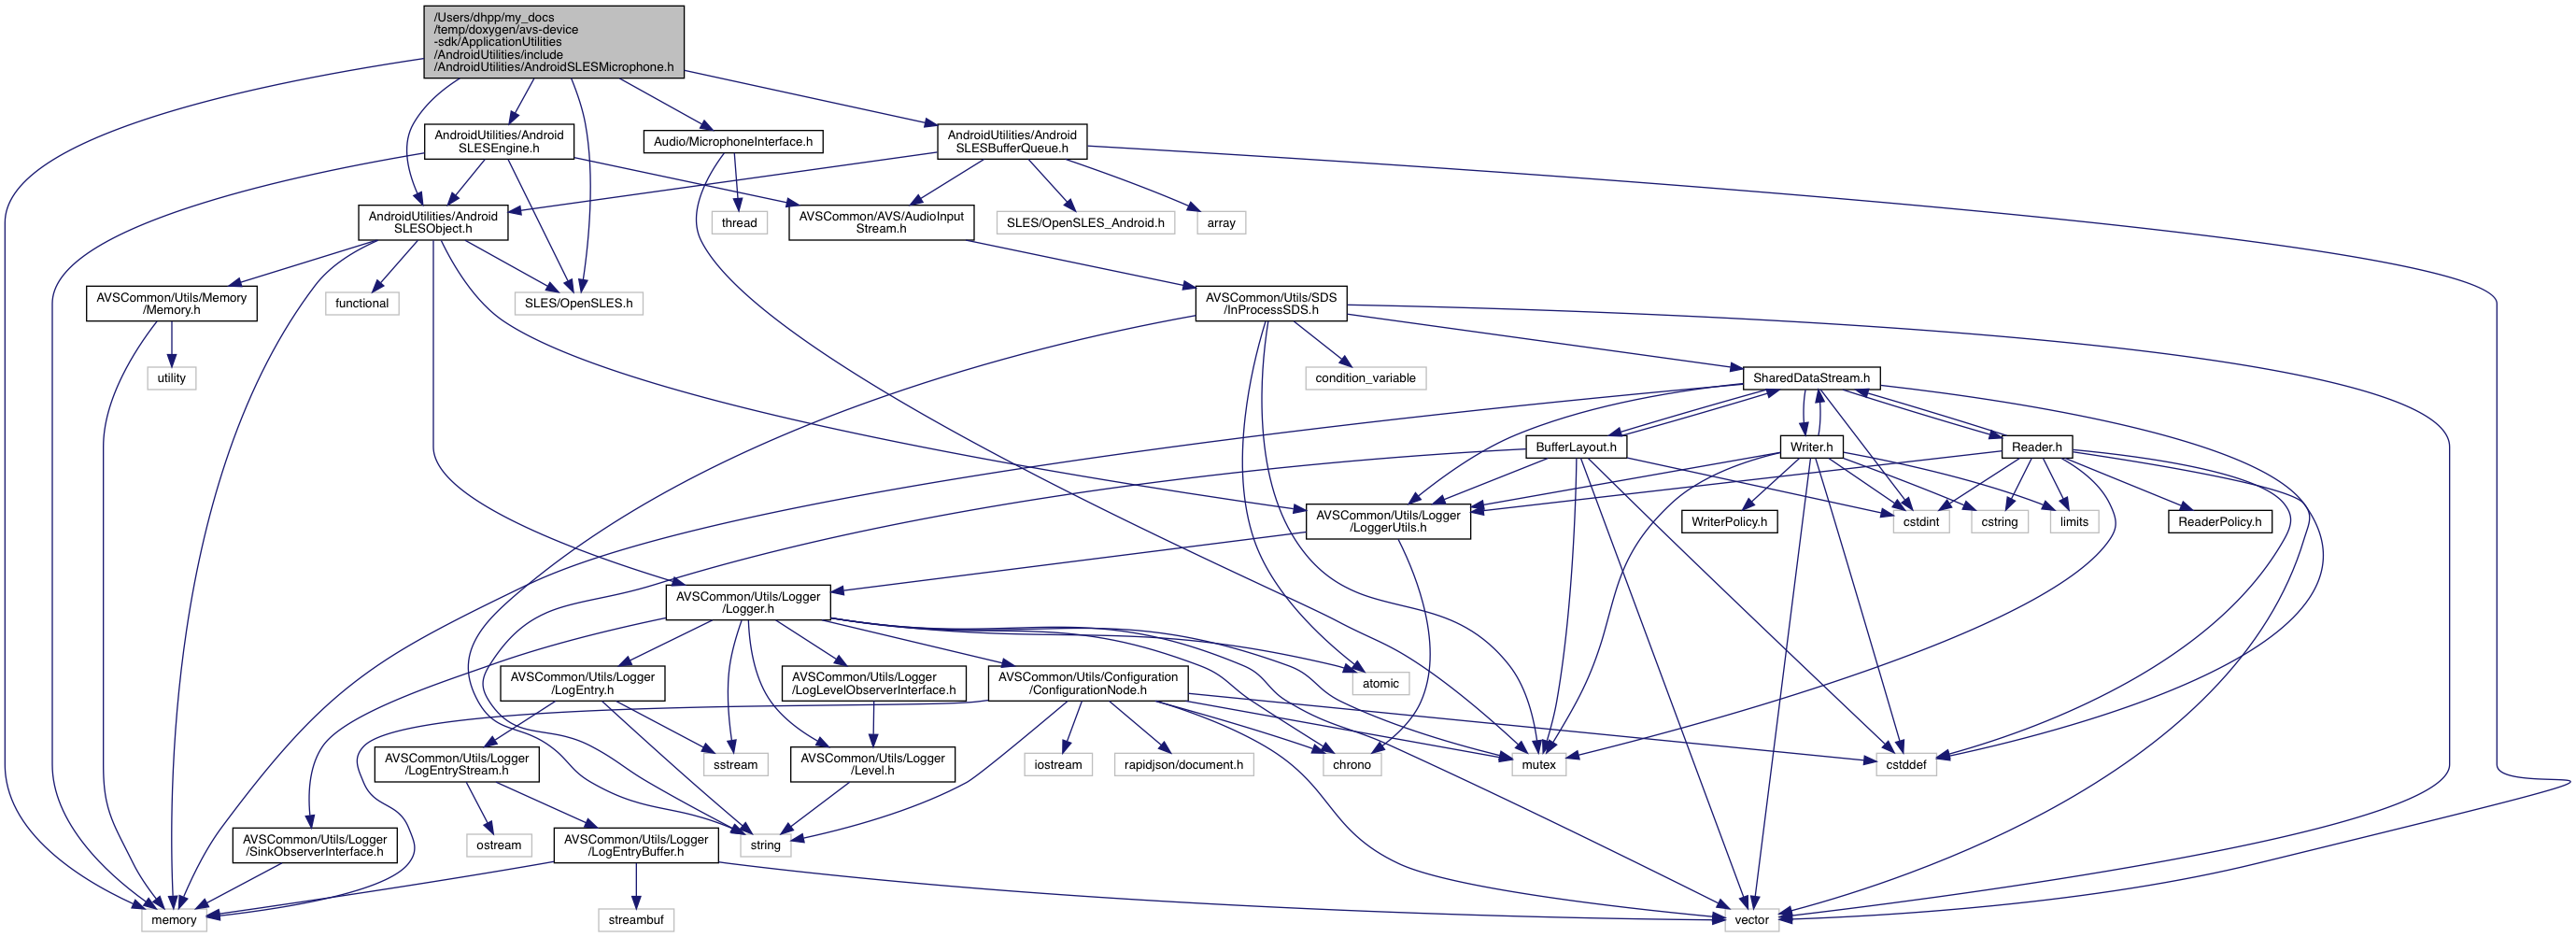 /Users/dhpp/my_docs
/temp/doxygen/avs-device
-sdk/ApplicationUtilities
/AndroidUtilities/include
/AndroidUtilities/AndroidSLESMicrophone.h
AndroidUtilities/Android
SLESEngine.h
Audio/MicrophoneInterface.h
AndroidUtilities/Android
SLESBufferQueue.h
AndroidUtilities/Android
SLESObject.h
thread
AVSCommon/AVS/AudioInput
Stream.h
SLES/OpenSLES_Android.h
array
AVSCommon/Utils/Memory
/Memory.h
functional
SLES/OpenSLES.h
AVSCommon/Utils/SDS
/InProcessSDS.h
utility
condition_variable
SharedDataStream.h
BufferLayout.h
Writer.h
Reader.h
AVSCommon/Utils/Logger
/LoggerUtils.h
WriterPolicy.h
cstdint
cstring
limits
ReaderPolicy.h
AVSCommon/Utils/Logger
/Logger.h
AVSCommon/Utils/Logger
/LogEntry.h
AVSCommon/Utils/Logger
/LogLevelObserverInterface.h
AVSCommon/Utils/Configuration
/ConfigurationNode.h
atomic
AVSCommon/Utils/Logger
/LogEntryStream.h
sstream
AVSCommon/Utils/Logger
/Level.h
iostream
rapidjson/document.h
chrono
mutex
cstddef
AVSCommon/Utils/Logger
/SinkObserverInterface.h
ostream
AVSCommon/Utils/Logger
/LogEntryBuffer.h
string
memory
streambuf
vector